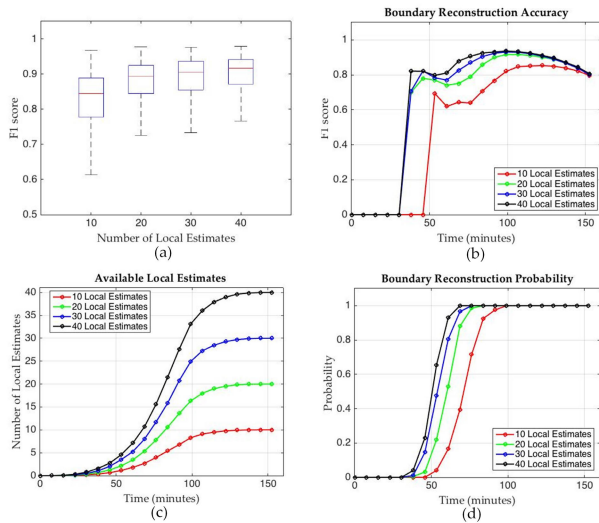 1
0.9
0.8
0.7
0.6
0.5
F1 score
10
20
30
40
Number of Local Estimates
(a)
Boundary Reconstruction Accuracy
1
0.8
0.6
0.4
0.2
0
F1 score
0
50
100
150
Time (minutes)
10 Local Estimates
20 Local Estimates
30 Local Estimates
40 Local Estimates
(b)
Available Local Estimates
40
35
30
25
20
15
10
5
0
Number of Local Estimates
0
50
100
150
Time (minutes)
10 Local Estimates
20 Local Estimates
30 Local Estimates
40 Local Estimates
(c)
Boundary Reconstruction Probability
1
0.8
0.6
0.4
0.2
0
Probability
0
50
100
150
Time (minutes)
10 Local Estimates
20 Local Estimates
30 Local Estimates
40 Local Estimates
(d)